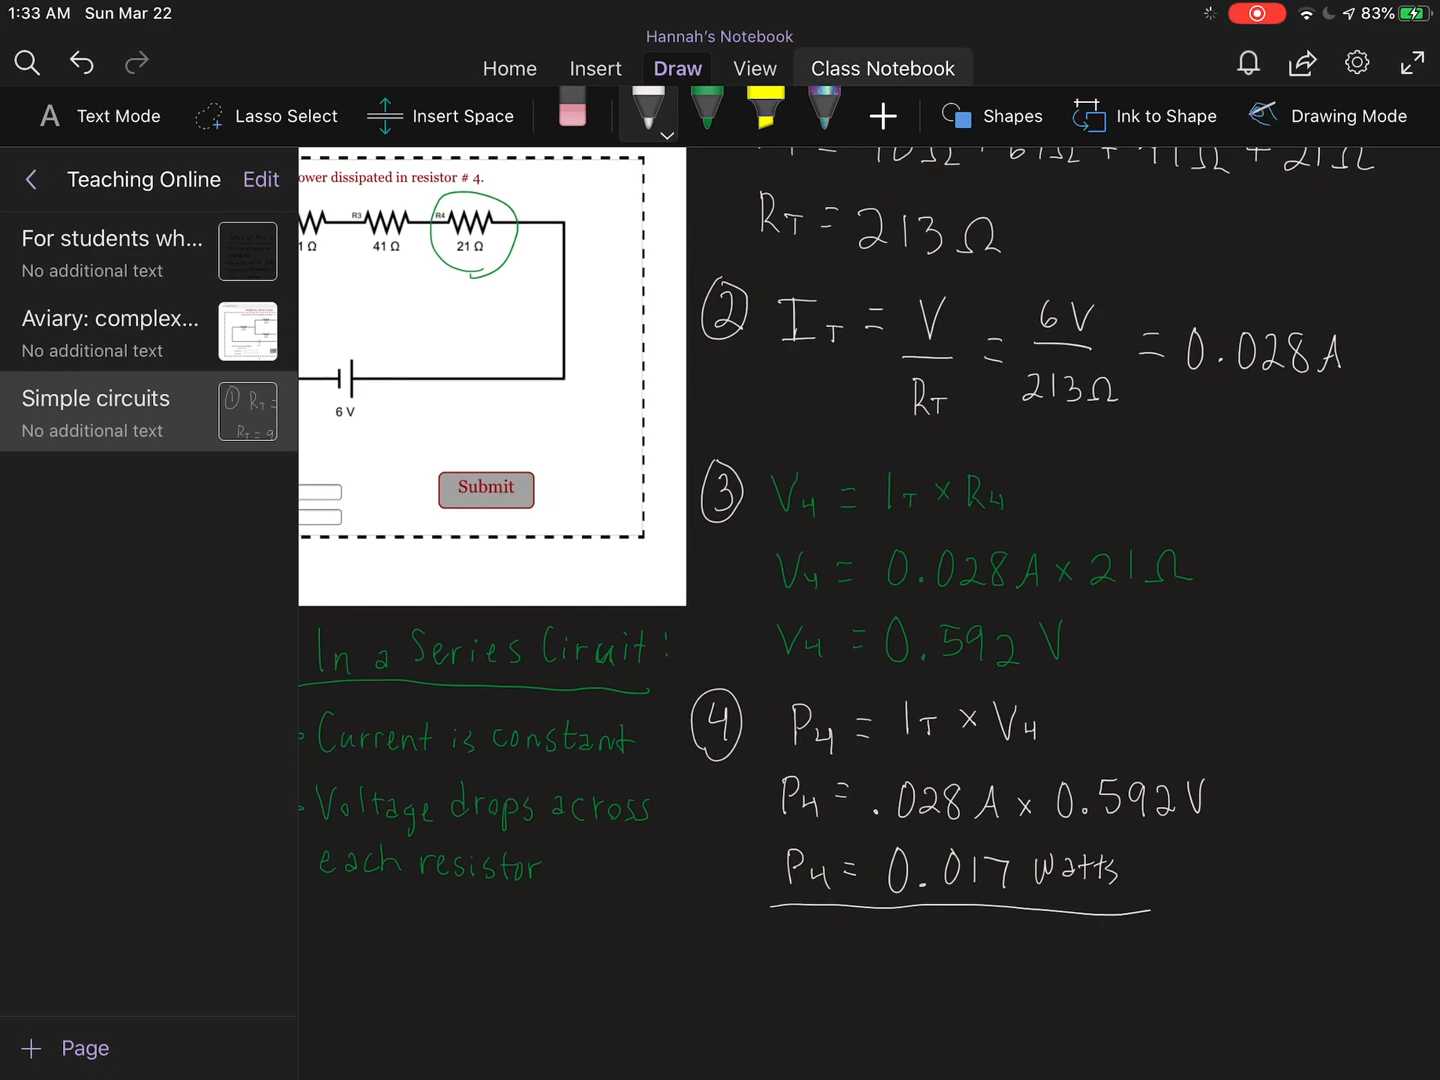 1:33 AM Sun Mar 22
83%
Hannah's Notebook
Home Insert Draw View Class Notebook
A Text Mode Lasso Select Insert Space Shapes Ink to Shape Drawing Mode
Teaching Online Edit
For students wh...
No additional text
Aviary: complex...
No additional text
Simple circuits
No additional text
+ Page
ower dissipated in resistor # 4.
R3 R4
1 Ω 41 Ω 21 Ω
6 V
Submit
In a Series Circuit:
• Current is constant
• Voltage drops across
each resistor
RT = 213Ω
② IT = V/RT = 6V/213Ω = 0.028A
③ V4 = IT × R4
V4 = 0.028A × 21Ω
V4 = 0.592 V
④ P4 = IT × V4
P4 = .028A × 0.592V
P4 = 0.017 watts